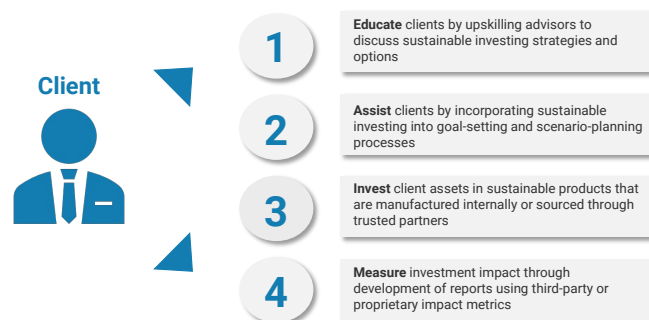 Client
1
Educate clients by upskilling advisors to
discuss sustainable investing strategies and
options
2
Assist clients by incorporating sustainable
investing into goal-setting and scenario-planning
processes
3
Invest client assets in sustainable products that
are manufactured internally or sourced through
trusted partners
4
Measure investment impact through
development of reports using third-party or
proprietary impact metrics